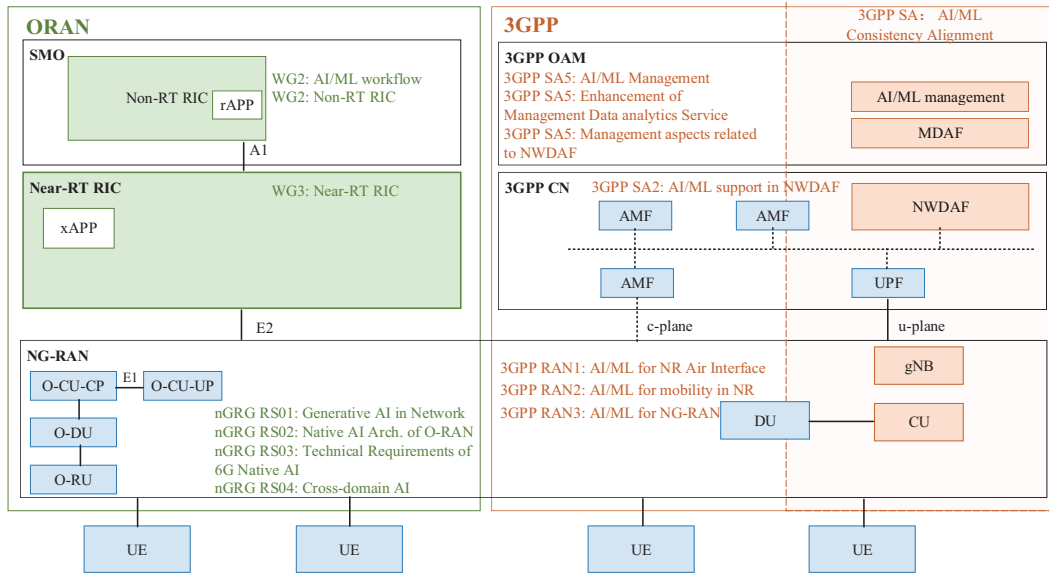 ORAN
SMO
Non-RT RIC
rAPP
WG2: AI/ML workflow
WG2: Non-RT RIC
A1
Near-RT RIC
WG3: Near-RT RIC
xAPP
E2
NG-RAN
O-CU-CP
E1
O-CU-UP
O-DU
O-RU
nGRG RS01: Generative AI in Network
nGRG RS02: Native AI Arch. of O-RAN
nGRG RS03: Technical Requirements of
6G Native AI
nGRG RS04: Cross-domain AI
UE
UE
3GPP
3GPP SA： AI/ML
Consistency Alignment
3GPP OAM
3GPP SA5: AI/ML Management
3GPP SA5: Enhancement of
Management Data analytics Service
3GPP SA5: Management aspects related
to NWDAF
AI/ML management
MDAF
3GPP CN
3GPP SA2: AI/ML support in NWDAF
AMF
AMF
NWDAF
AMF
UPF
c-plane
u-plane
3GPP RAN1: AI/ML for NR Air Interface
3GPP RAN2: AI/ML for mobility in NR
3GPP RAN3: AI/ML for NG-RAN
gNB
DU
CU
UE
UE